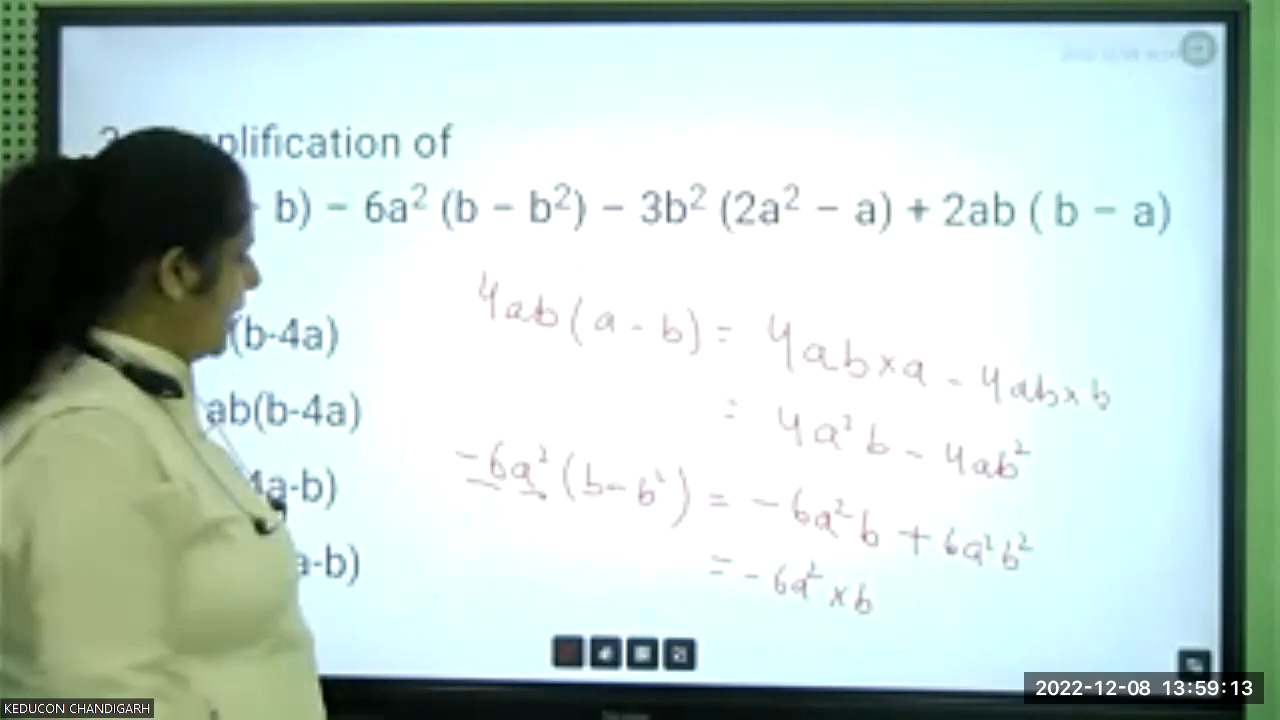 plification of
b) – 6a² (b – b²) – 3b² (2a² – a) + 2ab ( b – a)
(b-4a)
ab(b-4a)
4a-b)
a-b)
4ab(a - b) = 4ab×a - 4ab×b
= 4a²b - 4ab²
-6a²(b-b²) = -6a²b + 6a²b²
= -6a²×b
2022-12-08 13:59:13
KEDUCON CHANDIGARH